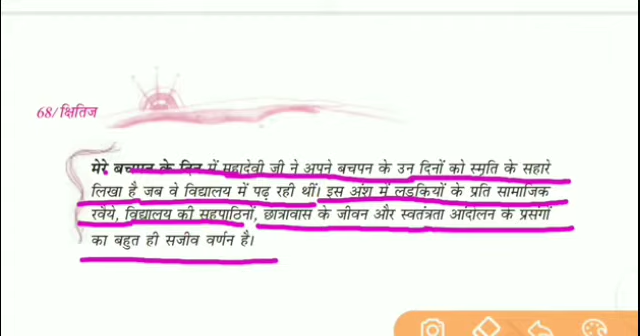 68/क्षितिज
मेरे बचपन के दिन में महादेवी जी ने अपने बचपन के उन दिनों को स्मृति के सहारे
लिखा है जब वे विद्यालय में पढ़ रही थीं। इस अंश में लड़कियों के प्रति सामाजिक
रवैये, विद्यालय की सहपाठिनों, छात्रावास के जीवन और स्वतंत्रता आंदोलन के प्रसंगों
का बहुत ही सजीव वर्णन है।